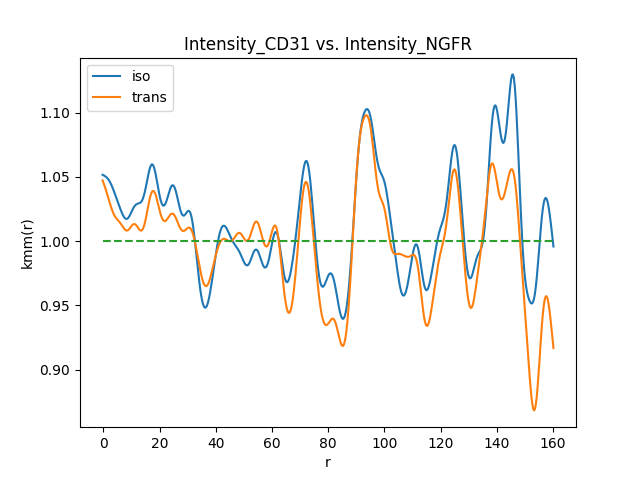 Intensity_CD31 vs. Intensity_NGFR
iso
trans
1.10
1.05
1.00
0.95
0.90
kmm(r)
0 20 40 60 80 100 120 140 160
r